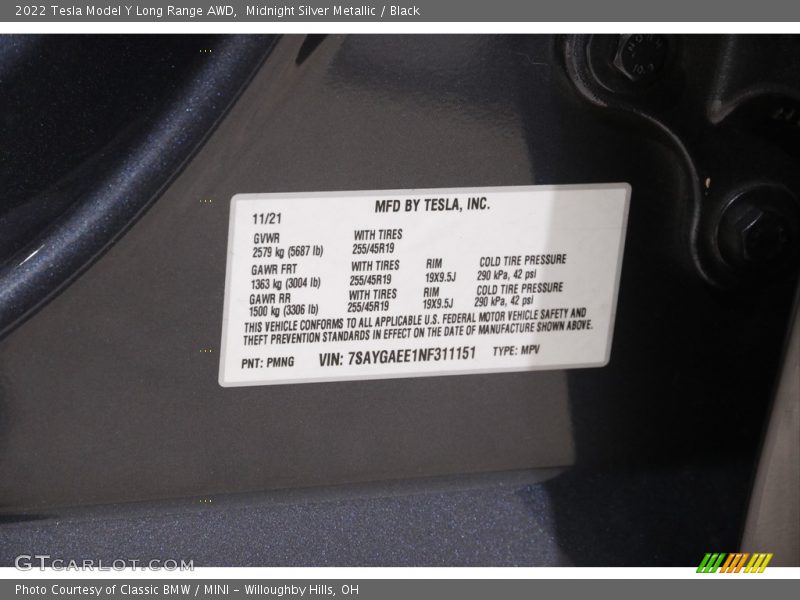 2022 Tesla Model Y Long Range AWD, Midnight Silver Metallic / Black
MFD BY TESLA, INC.
11/21
GVWR WITH TIRES
2579 kg (5687 lb) 255/45R19
GAWR FRT WITH TIRES RIM COLD TIRE PRESSURE
1363 kg (3004 lb) 255/45R19 19X9.5J 290 kPa, 42 psi
GAWR RR WITH TIRES RIM COLD TIRE PRESSURE
1500 kg (3306 lb) 255/45R19 19X9.5J 290 kPa, 42 psi
THIS VEHICLE CONFORMS TO ALL APPLICABLE U.S. FEDERAL MOTOR VEHICLE SAFETY AND
THEFT PREVENTION STANDARDS IN EFFECT ON THE DATE OF MANUFACTURE SHOWN ABOVE.
PNT: PMNG VIN: 7SAYGAEE1NF311151 TYPE: MPV
GTCARLOT.COM
Photo Courtesy of Classic BMW / MINI - Willoughby Hills, OH